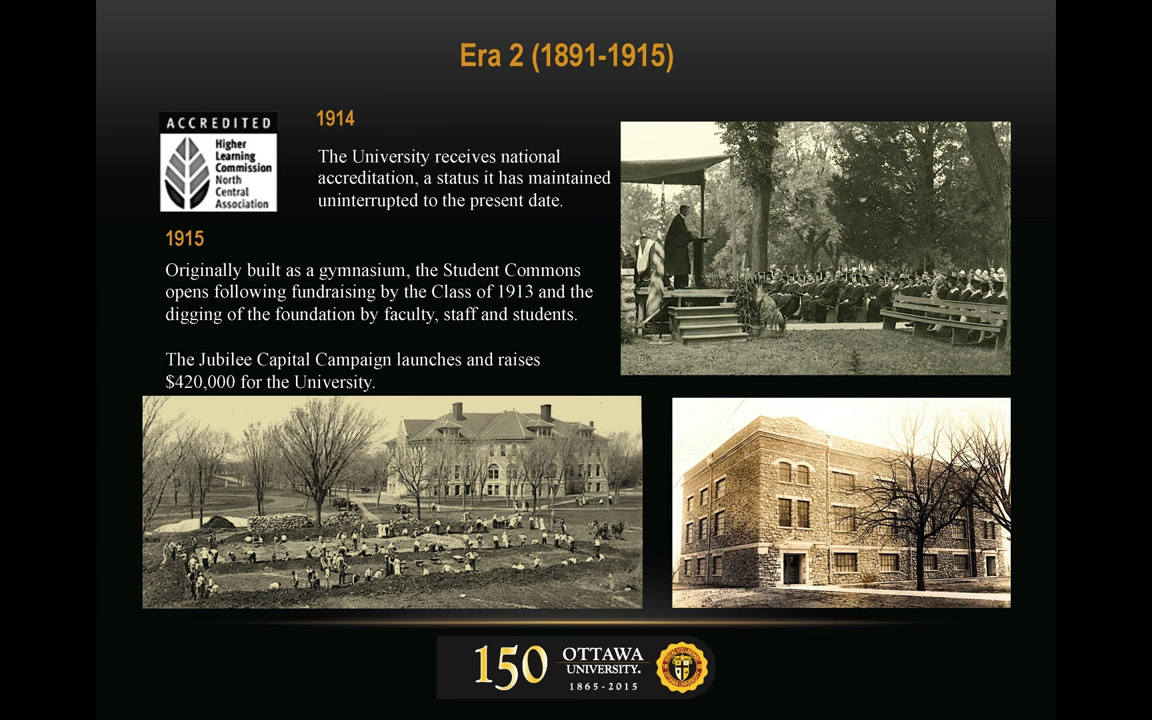 Era 2 (1891-1915)
ACCREDITED
Higher
Learning
Commission
North
Central
Association
1914
The University receives national
accreditation, a status it has maintained
uninterrupted to the present date.
1915
Originally built as a gymnasium, the Student Commons
opens following fundraising by the Class of 1913 and the
digging of the foundation by faculty, staff and students.
The Jubilee Capital Campaign launches and raises
$420,000 for the University.
150
OTTAWA
UNIVERSITY.
1865-2015